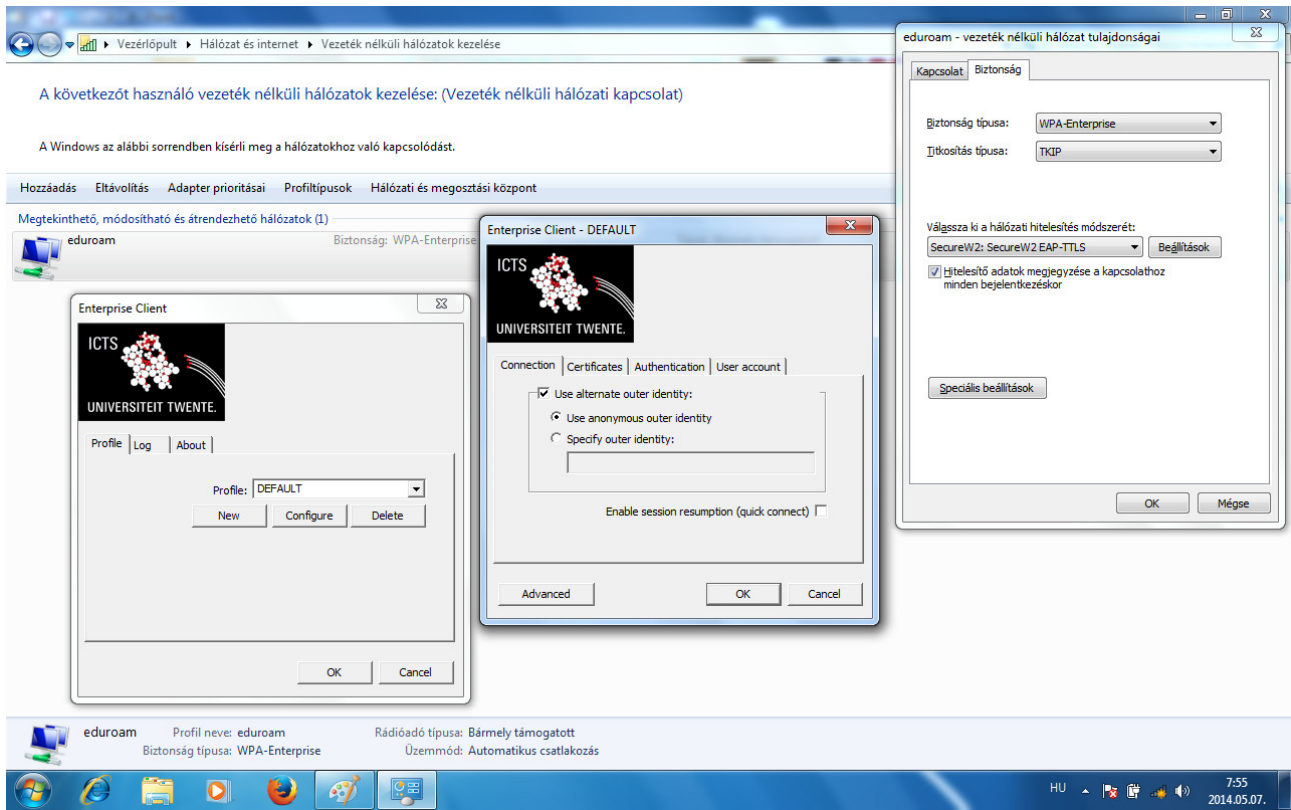 Vezérlőpult ▸ Hálózat és internet ▸ Vezeték nélküli hálózatok kezelése
A következőt használó vezeték nélküli hálózatok kezelése: (Vezeték nélküli hálózati kapcsolat)
A Windows az alábbi sorrendben kísérli meg a hálózatokhoz való kapcsolódást.
Hozzáadás Eltávolítás Adapter prioritásai Profiltípusok Hálózati és megosztási központ
Megtekinthető, módosítható és átrendezhető hálózatok (1)
eduroam Biztonság: WPA-Enterprise
Enterprise Client
ICTS
UNIVERSITEIT TWENTE.
Profile Log About
Profile: DEFAULT
New Configure Delete
OK Cancel
Enterprise Client - DEFAULT
ICTS
UNIVERSITEIT TWENTE.
Connection Certificates Authentication User account
Use alternate outer identity:
Use anonymous outer identity
Specify outer identity:
Enable session resumption (quick connect)
Advanced OK Cancel
eduroam - vezeték nélküli hálózat tulajdonságai
Kapcsolat Biztonság
Biztonság típusa: WPA-Enterprise
Titkosítás típusa: TKIP
Válassza ki a hálózati hitelesítés módszerét:
SecureW2: SecureW2 EAP-TTLS Beállítások
Hitelesítő adatok megjegyzése a kapcsolathoz
minden bejelentkezéskor
Speciális beállítások
OK Mégse
eduroam Profil neve: eduroam Rádióadó típusa: Bármely támogatott
Biztonság típusa: WPA-Enterprise Üzemmód: Automatikus csatlakozás
HU 7:55
2014.05.07.